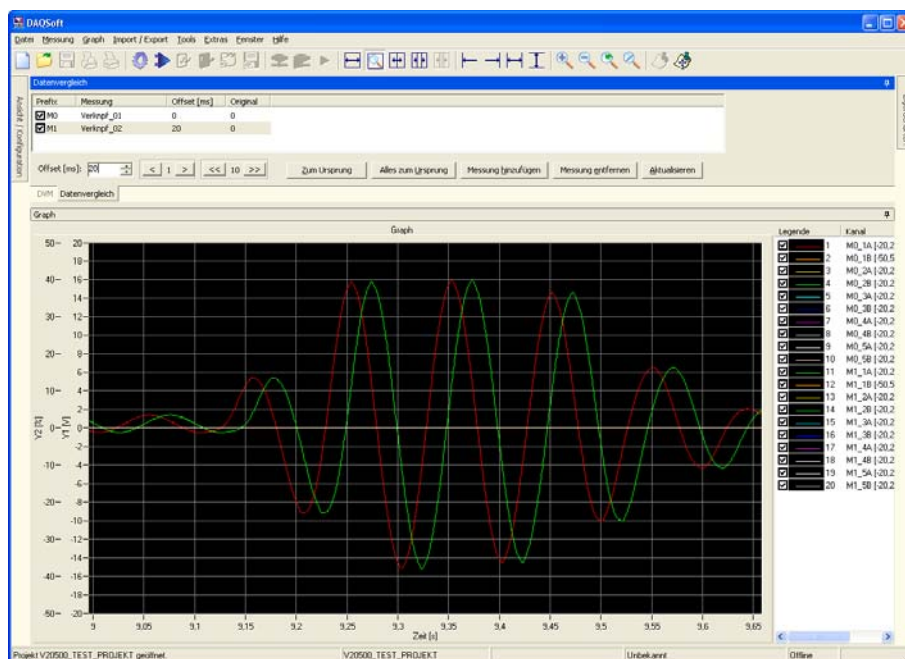 DAQSoft
Datei Messung Graph Import / Export Tools Extras Fenster Hilfe
Ansicht / Konfiguration
Datenvergleich
Prefix Messung Offset [ms] Original
M0 Verknpf_01 0 0
M1 Verknpf_02 20 0
Offset [ms]: 20 < 1 > << 10 >> Zum Ursprung Alles zum Ursprung Messung hinzufügen Messung entfernen Aktualisieren
DVM Datenvergleich
Graph
Graph
Legende Kanal
1 M0_1A [-20,2
2 M0_1B [-50,5
3 M0_2A [-20,2
4 M0_2B [-20,2
5 M0_3A [-20,2
6 M0_3B [-20,2
7 M0_4A [-20,2
8 M0_4B [-20,2
9 M0_5A [-20,2
10 M0_5B [-20,2
11 M1_1A [-20,2
12 M1_1B [-50,5
13 M1_2A [-20,2
14 M1_2B [-20,2
15 M1_3A [-20,2
16 M1_3B [-20,2
17 M1_4A [-20,2
18 M1_4B [-20,2
19 M1_5A [-20,2
20 M1_5B [-20,2
Y2 [%]
50
40
30
20
10
0
-10
-20
-30
-40
-50
Y1 [V]
20
18
16
14
12
10
8
6
4
2
0
-2
-4
-6
-8
-10
-12
-14
-16
-18
-20
9 9,05 9,1 9,15 9,2 9,25 9,3 9,35 9,4 9,45 9,5 9,55 9,6 9,65
Zeit [s]
Projekt V20500_TEST_PROJEKT geöffnet. V20500_TEST_PROJEKT Unbekannt Offline